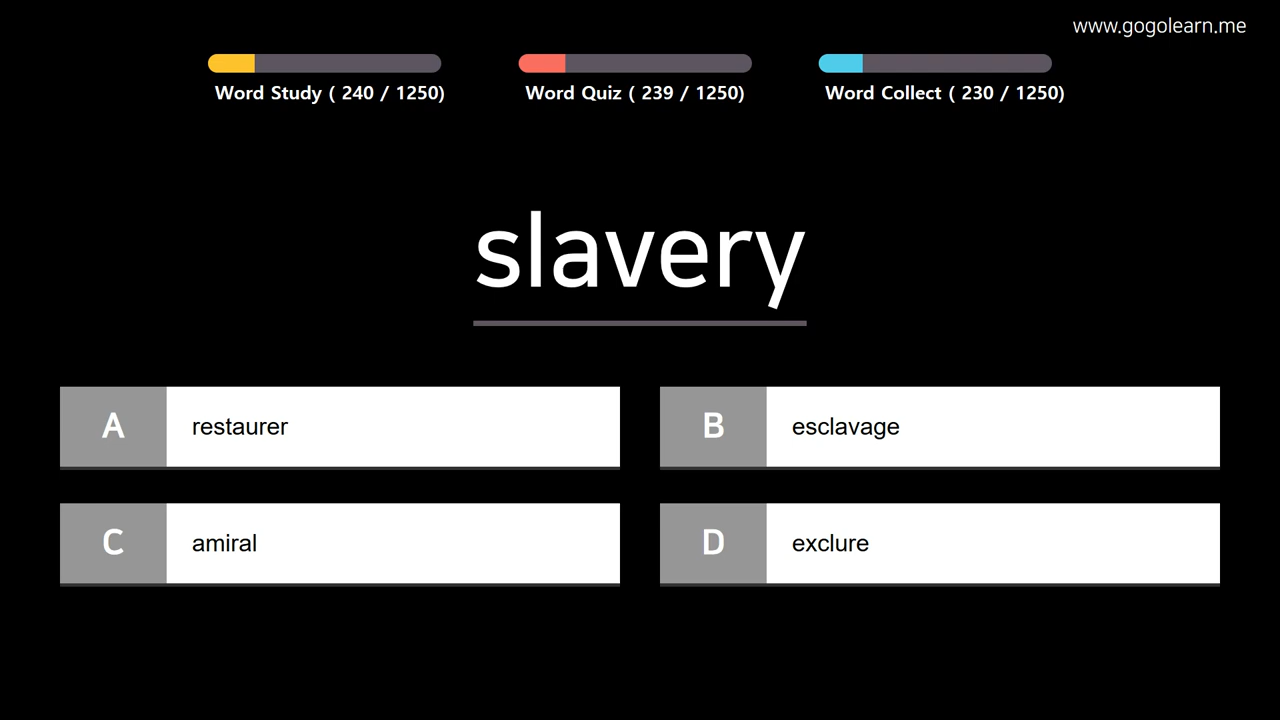 www.gogolearn.me
Word Study ( 240 / 1250)
Word Quiz ( 239 / 1250)
Word Collect ( 230 / 1250)
slavery
A restaurer
B esclavage
C amiral
D exclure